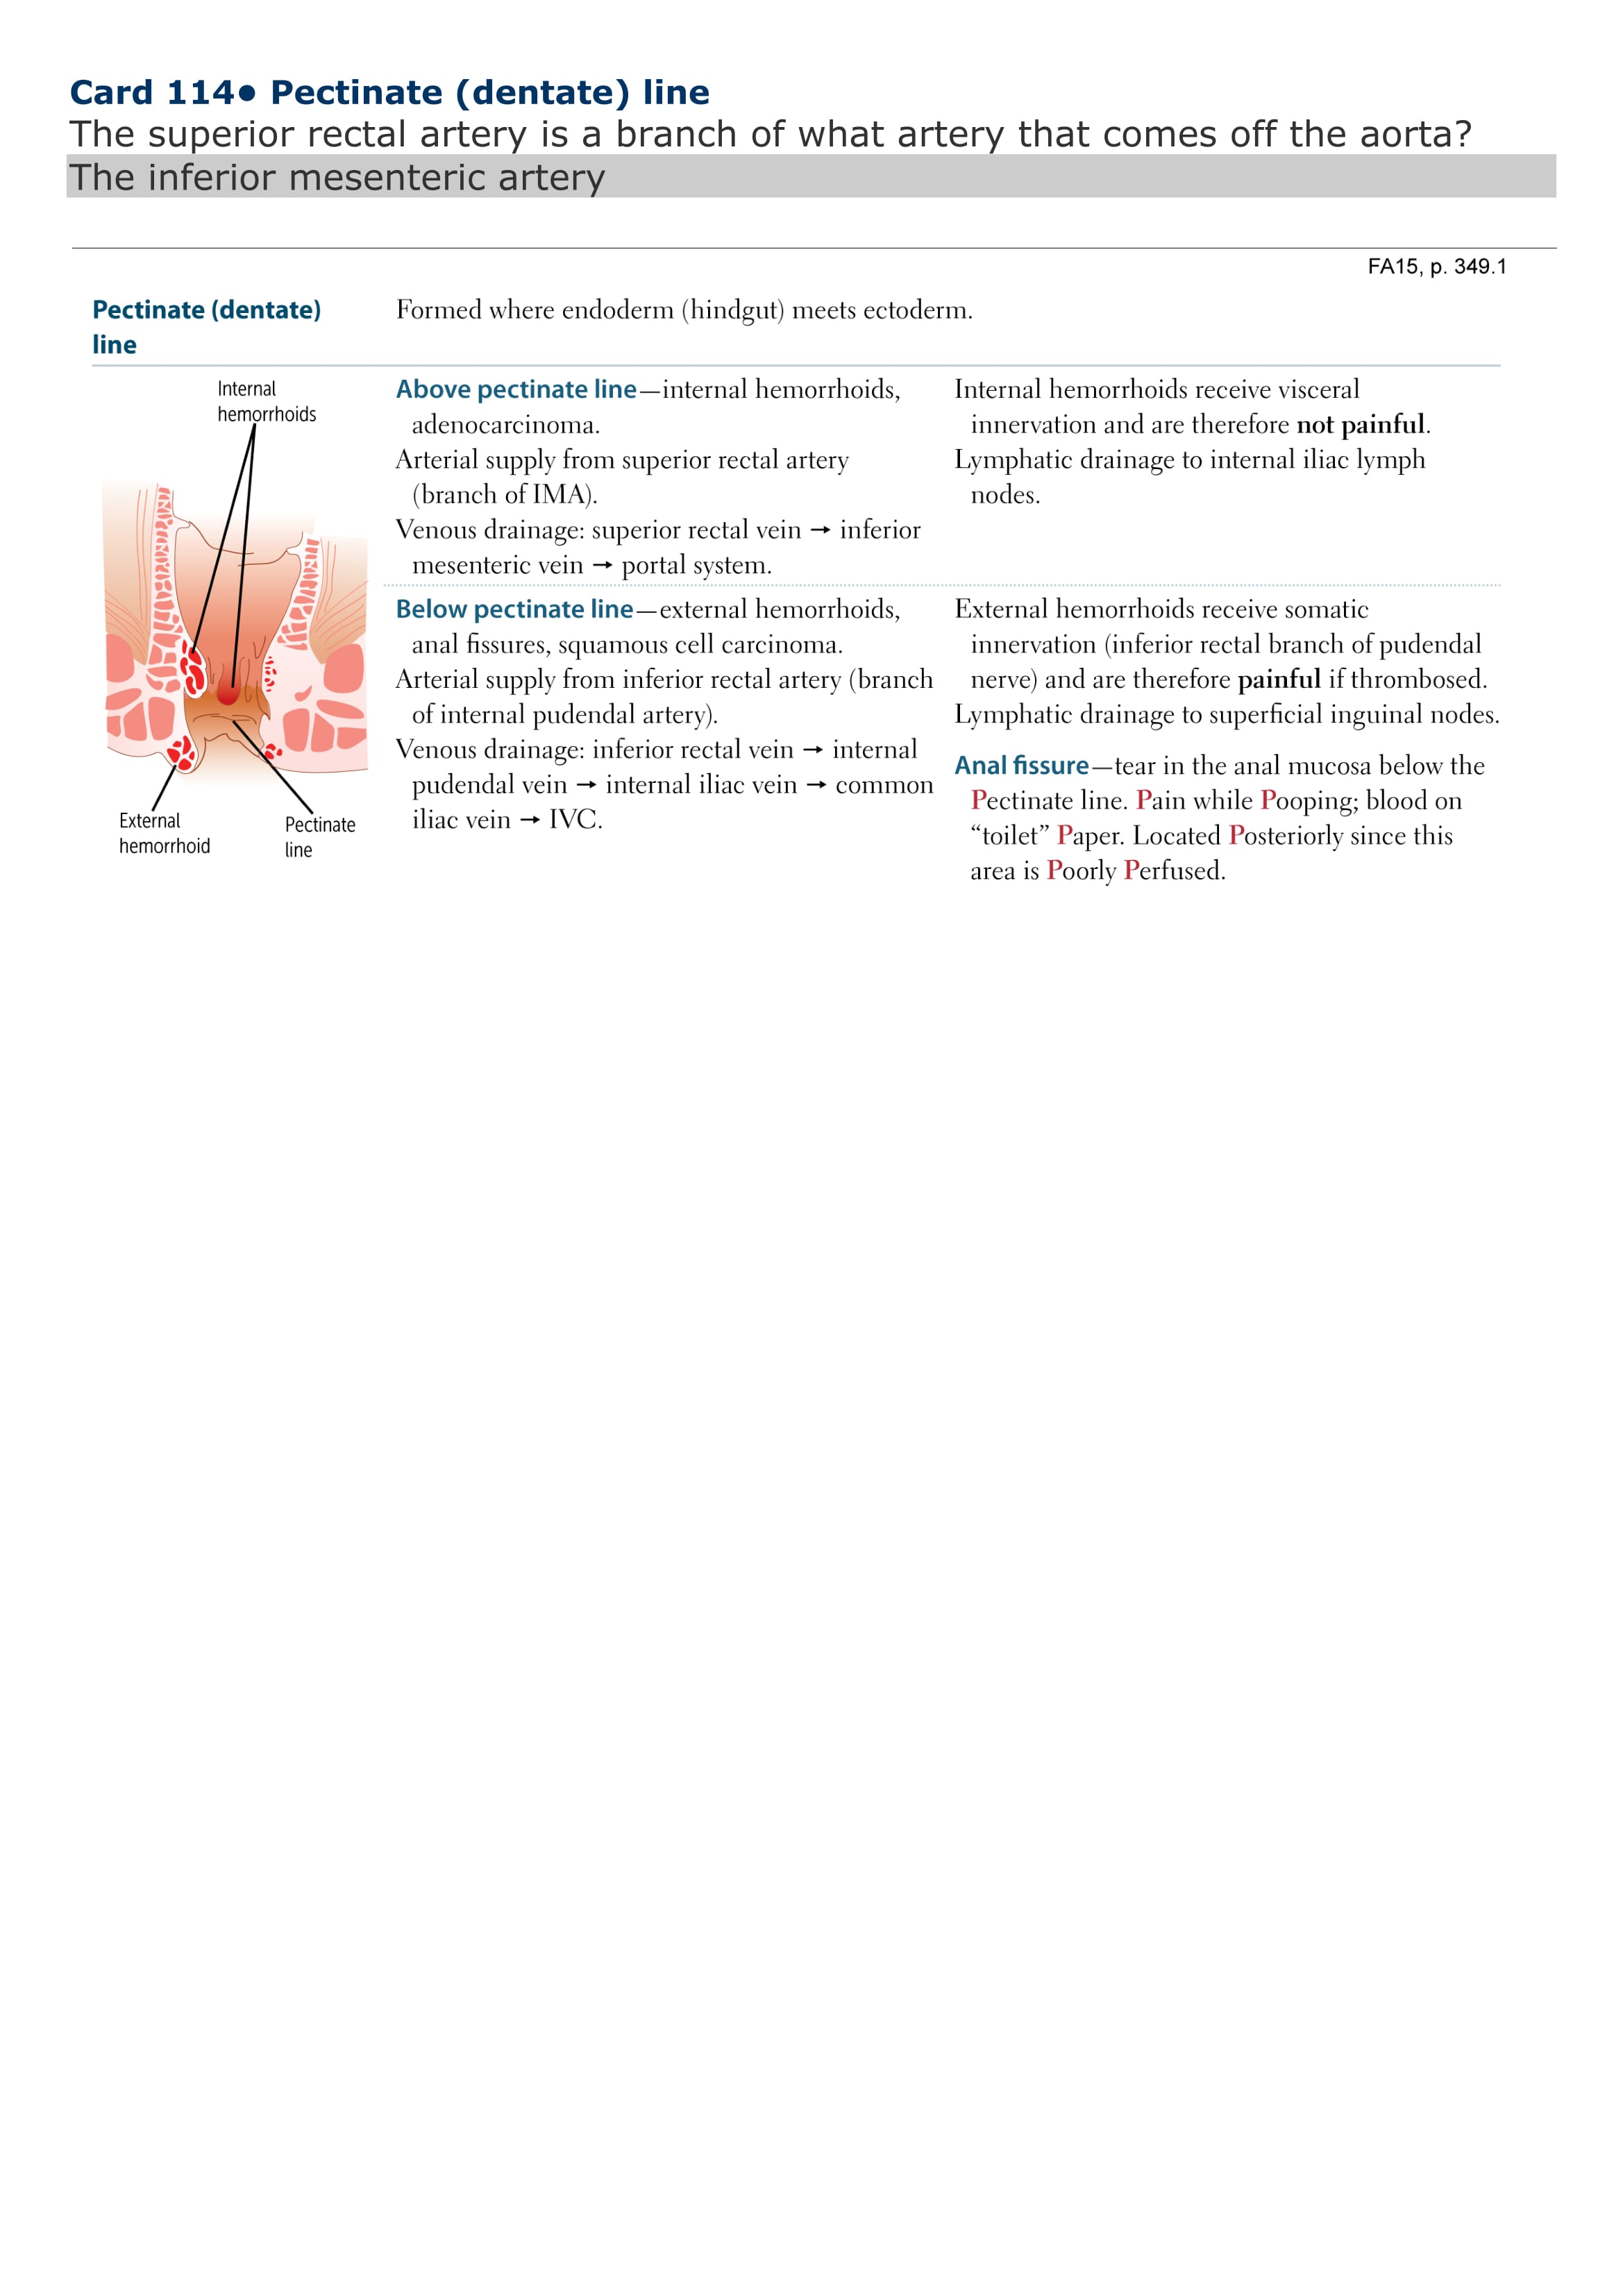 Card 114• Pectinate (dentate) line
The superior rectal artery is a branch of what artery that comes off the aorta?
The inferior mesenteric artery
FA15, p. 349.1
Pectinate (dentate)
line
Formed where endoderm (hindgut) meets ectoderm.
Internal
hemorrhoids
External
hemorrhoid
Pectinate
line
Above pectinate line—internal hemorrhoids,
adenocarcinoma.
Arterial supply from superior rectal artery
(branch of IMA).
Venous drainage: superior rectal vein → inferior
mesenteric vein → portal system.
Internal hemorrhoids receive visceral
innervation and are therefore not painful.
Lymphatic drainage to internal iliac lymph
nodes.
Below pectinate line—external hemorrhoids,
anal fissures, squamous cell carcinoma.
Arterial supply from inferior rectal artery (branch
of internal pudendal artery).
Venous drainage: inferior rectal vein → internal
pudendal vein → internal iliac vein → common
iliac vein → IVC.
External hemorrhoids receive somatic
innervation (inferior rectal branch of pudendal
nerve) and are therefore painful if thrombosed.
Lymphatic drainage to superficial inguinal nodes.
Anal fissure—tear in the anal mucosa below the
Pectinate line. Pain while Pooping; blood on
“toilet” Paper. Located Posteriorly since this
area is Poorly Perfused.